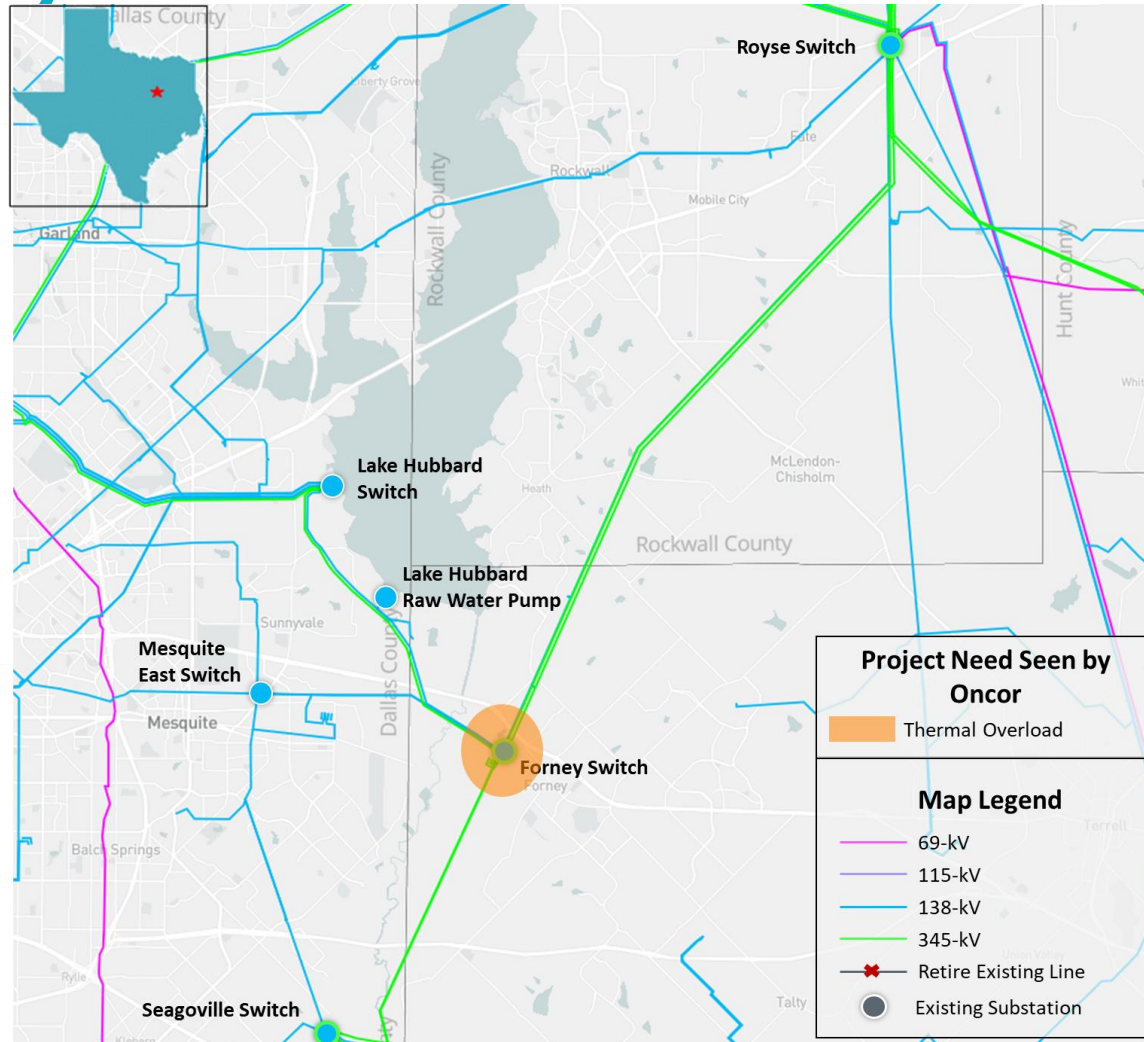 Dallas County
Royse Switch
Liberty Grove
Fate
Rockwall
Rockwall County
Mobile City
Garland
Hunt County
McLendon-
Chisholm
Lake Hubbard
Switch
Heath
Rockwall County
Lake Hubbard
Raw Water Pump
Sunnyvale
Dallas County
Mesquite
East Switch
Mesquite
Forney Switch
Forney
Balch Springs
Terrell
Project Need Seen by
Oncor
Thermal Overload
Map Legend
69-kV
115-kV
138-kV
345-kV
Retire Existing Line
Existing Substation
Union Valley
Rylie
Talty
Seagoville Switch
Kleberg